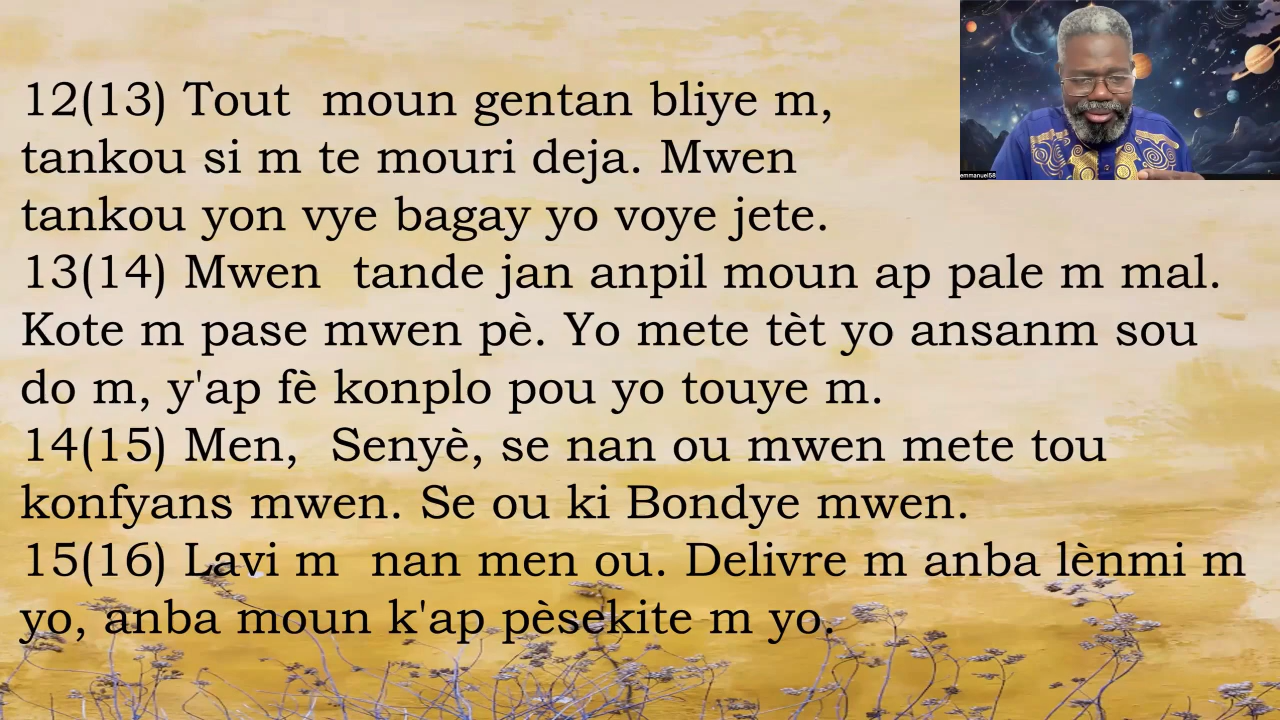 12(13) Tout  moun gentan bliye m,
tankou si m te mouri deja. Mwen
tankou yon vye bagay yo voye jete.
13(14) Mwen  tande jan anpil moun ap pale m mal.
Kote m pase mwen pè. Yo mete tèt yo ansanm sou
do m, y'ap fè konplo pou yo touye m.
14(15) Men,  Senyè, se nan ou mwen mete tou
konfyans mwen. Se ou ki Bondye mwen.
15(16) Lavi m  nan men ou. Delivre m anba lènmi m
yo, anba moun k'ap pèsekite m yo.
emmanuel58